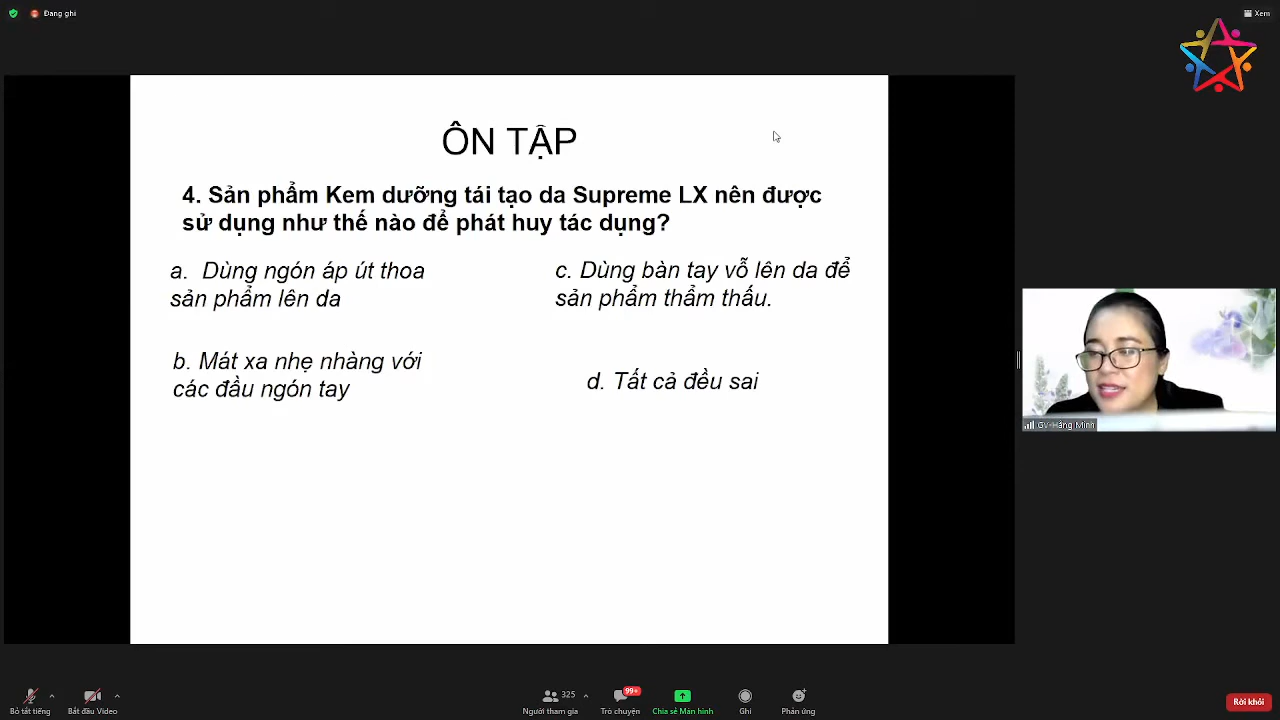 Đang ghi
Xem
ÔN TẬP
4. Sản phẩm Kem dưỡng tái tạo da Supreme LX nên được
sử dụng như thế nào để phát huy tác dụng?
a. Dùng ngón áp út thoa
sản phẩm lên da
c. Dùng bàn tay vỗ lên da để
sản phẩm thẩm thấu.
b. Mát xa nhẹ nhàng với
các đầu ngón tay
d. Tất cả đều sai
GV-Hằng Minh
Bỏ tắt tiếng
Bắt đầu Video
325
Người tham gia
99+
Trò chuyện
Chia sẻ Màn hình
Ghi
Phản ứng
Rời khỏi